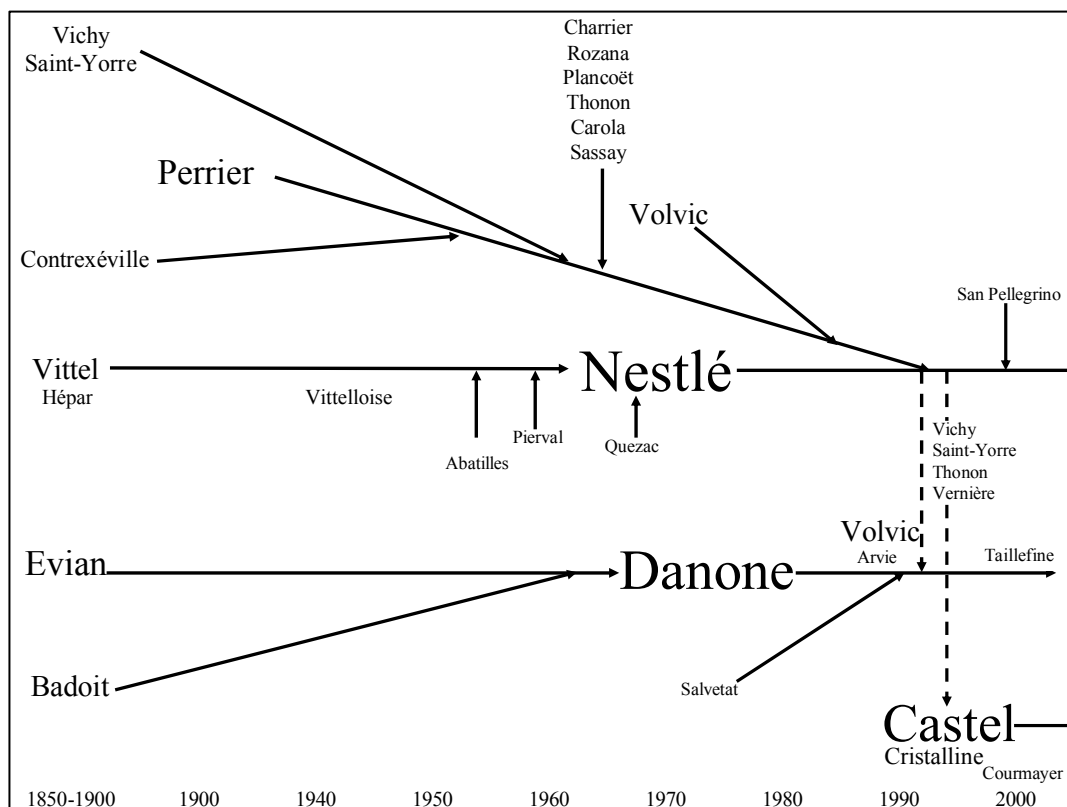 Vichy
Saint-Yorre
Charrier
Rozana
Plancoët
Thonon
Carola
Sassay
Perrier
Volvic
Contrexéville
San Pellegrino
Vittel
Hépar
Vittelloise
Nestlé
Abatilles
Pierval
Quezac
Vichy
Saint-Yorre
Thonon
Vernière
Evian
Danone
Volvic
Arvie
Taillefine
Badoit
Salvetat
Castel
Cristalline
Courmayer
1850-1900 1900 1940 1950 1960 1970 1980 1990 2000